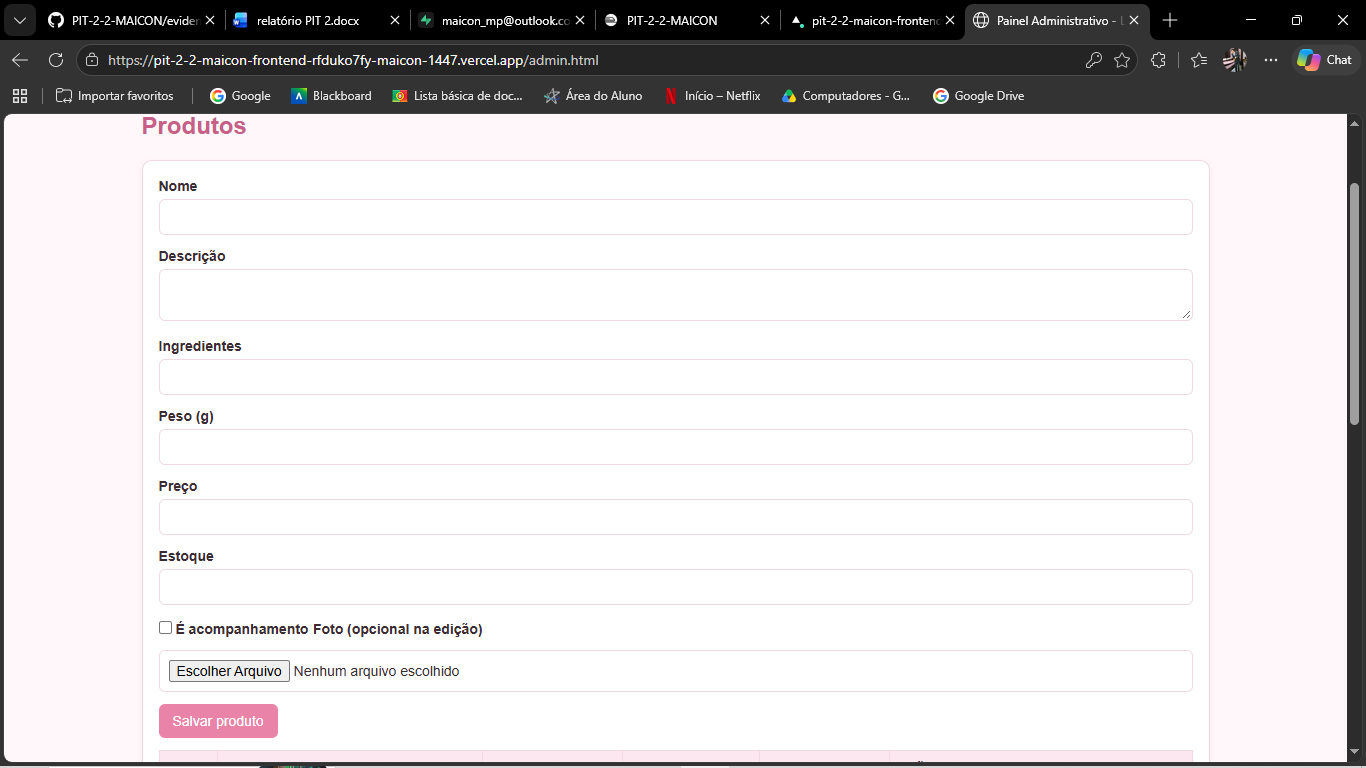 PIT-2-2-MAICON/eviden
relatório PIT 2.docx
maicon_mp@outlook.co
PIT-2-2-MAICON
pit-2-2-maicon-frontend
Painel Administrativo - L
https://pit-2-2-maicon-frontend-rfduko7fy-maicon-1447.vercel.app/admin.html
Chat
Importar favoritos
Google
Blackboard
Lista básica de doc...
Área do Aluno
Início – Netflix
Computadores - G...
Google Drive
Produtos
Nome
Descrição
Ingredientes
Peso (g)
Preço
Estoque
É acompanhamento Foto (opcional na edição)
Escolher Arquivo Nenhum arquivo escolhido
Salvar produto